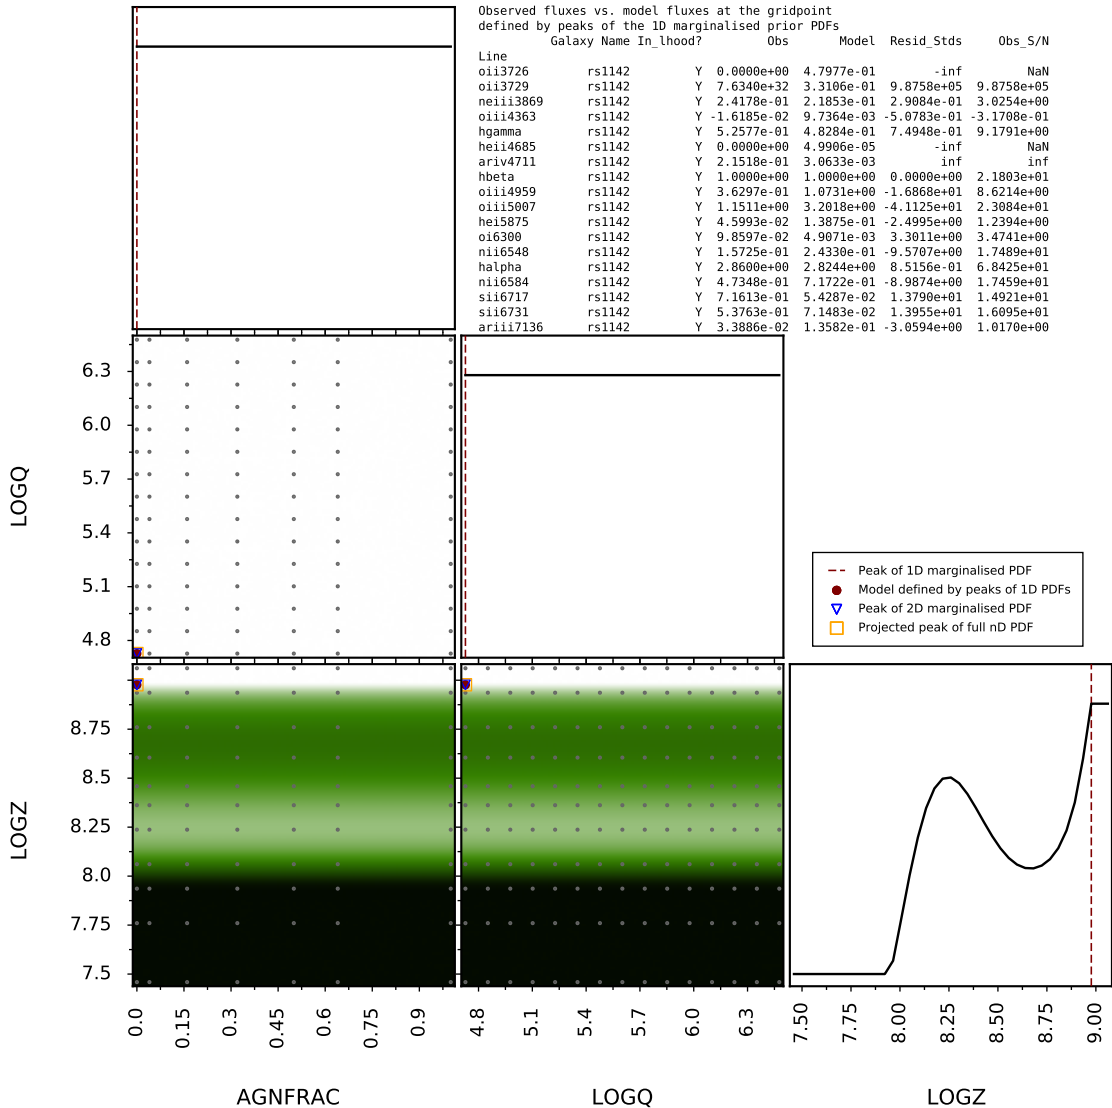 Observed fluxes vs. model fluxes at the gridpoint
defined by peaks of the 1D marginalised prior PDFs
Galaxy Name In_lhood? Obs Model Resid_Stds Obs_S/N
Line
oii3726 rs1142 Y 0.0000e+00 4.7977e-01 -inf NaN
oii3729 rs1142 Y 7.6340e+32 3.3106e-01 9.8758e+05 9.8758e+05
neiii3869 rs1142 Y 2.4178e-01 2.1853e-01 2.9084e-01 3.0254e+00
oiii4363 rs1142 Y -1.6185e-02 9.7364e-03 -5.0783e-01 -3.1708e-01
hgamma rs1142 Y 5.2577e-01 4.8284e-01 7.4948e-01 9.1791e+00
heii4685 rs1142 Y 0.0000e+00 4.9906e-05 -inf NaN
ariv4711 rs1142 Y 2.1518e-01 3.0633e-03 inf inf
hbeta rs1142 Y 1.0000e+00 1.0000e+00 0.0000e+00 2.1803e+01
oiii4959 rs1142 Y 3.6297e-01 1.0731e+00 -1.6868e+01 8.6214e+00
oiii5007 rs1142 Y 1.1511e+00 3.2018e+00 -4.1125e+01 2.3084e+01
hei5875 rs1142 Y 4.5993e-02 1.3875e-01 -2.4995e+00 1.2394e+00
oi6300 rs1142 Y 9.8597e-02 4.9071e-03 3.3011e+00 3.4741e+00
nii6548 rs1142 Y 1.5725e-01 2.4330e-01 -9.5707e+00 1.7489e+01
halpha rs1142 Y 2.8600e+00 2.8244e+00 8.5156e-01 6.8425e+01
nii6584 rs1142 Y 4.7348e-01 7.1722e-01 -8.9874e+00 1.7459e+01
sii6717 rs1142 Y 7.1613e-01 5.4287e-02 1.3790e+01 1.4921e+01
sii6731 rs1142 Y 5.3763e-01 7.1483e-02 1.3955e+01 1.6095e+01
ariii7136 rs1142 Y 3.3886e-02 1.3582e-01 -3.0594e+00 1.0170e+00
LOGQ
6.3
6.0
5.7
5.4
5.1
4.8
Peak of 1D marginalised PDF
Model defined by peaks of 1D PDFs
Peak of 2D marginalised PDF
Projected peak of full nD PDF
LOGZ
8.75
8.5
8.25
8.0
7.75
7.5
0.0 0.15 0.3 0.45 0.6 0.75 0.9
4.8 5.1 5.4 5.7 6.0 6.3
7.50 7.75 8.00 8.25 8.50 8.75 9.00
AGNFRAC LOGQ LOGZ